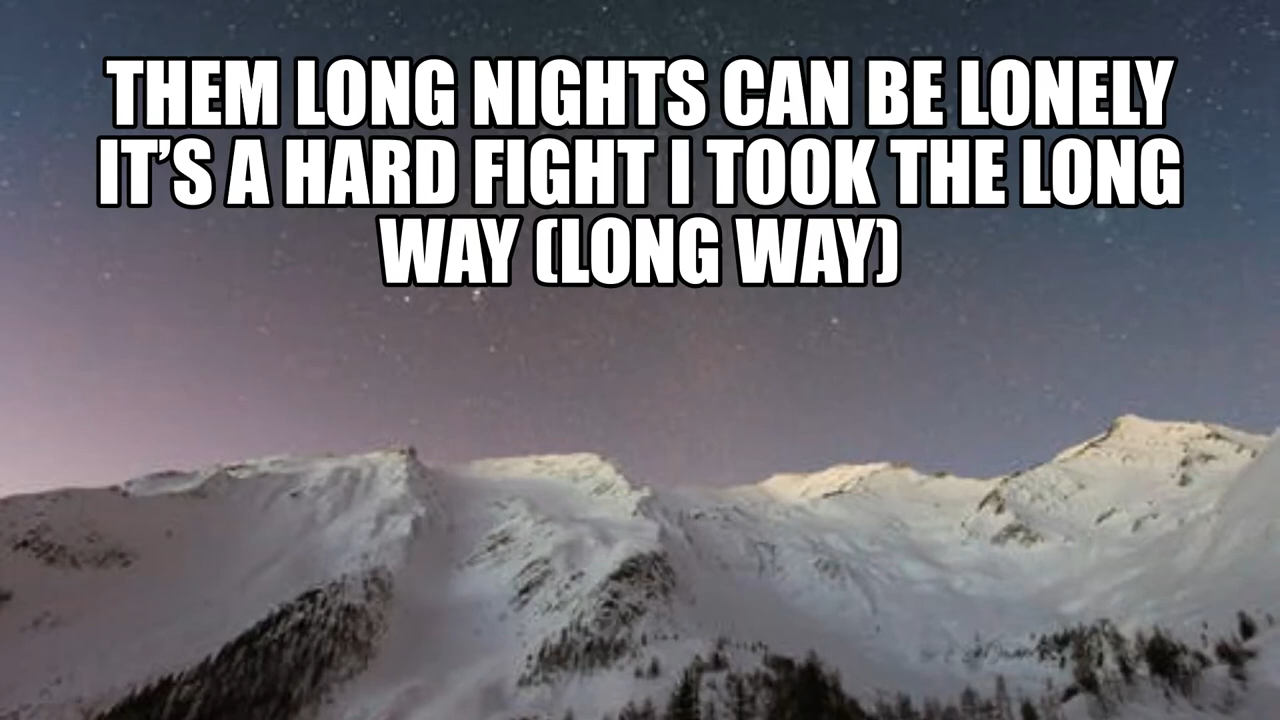 THEM LONG NIGHTS CAN BE LONELY
IT’S A HARD FIGHT I TOOK THE LONG
WAY (LONG WAY)